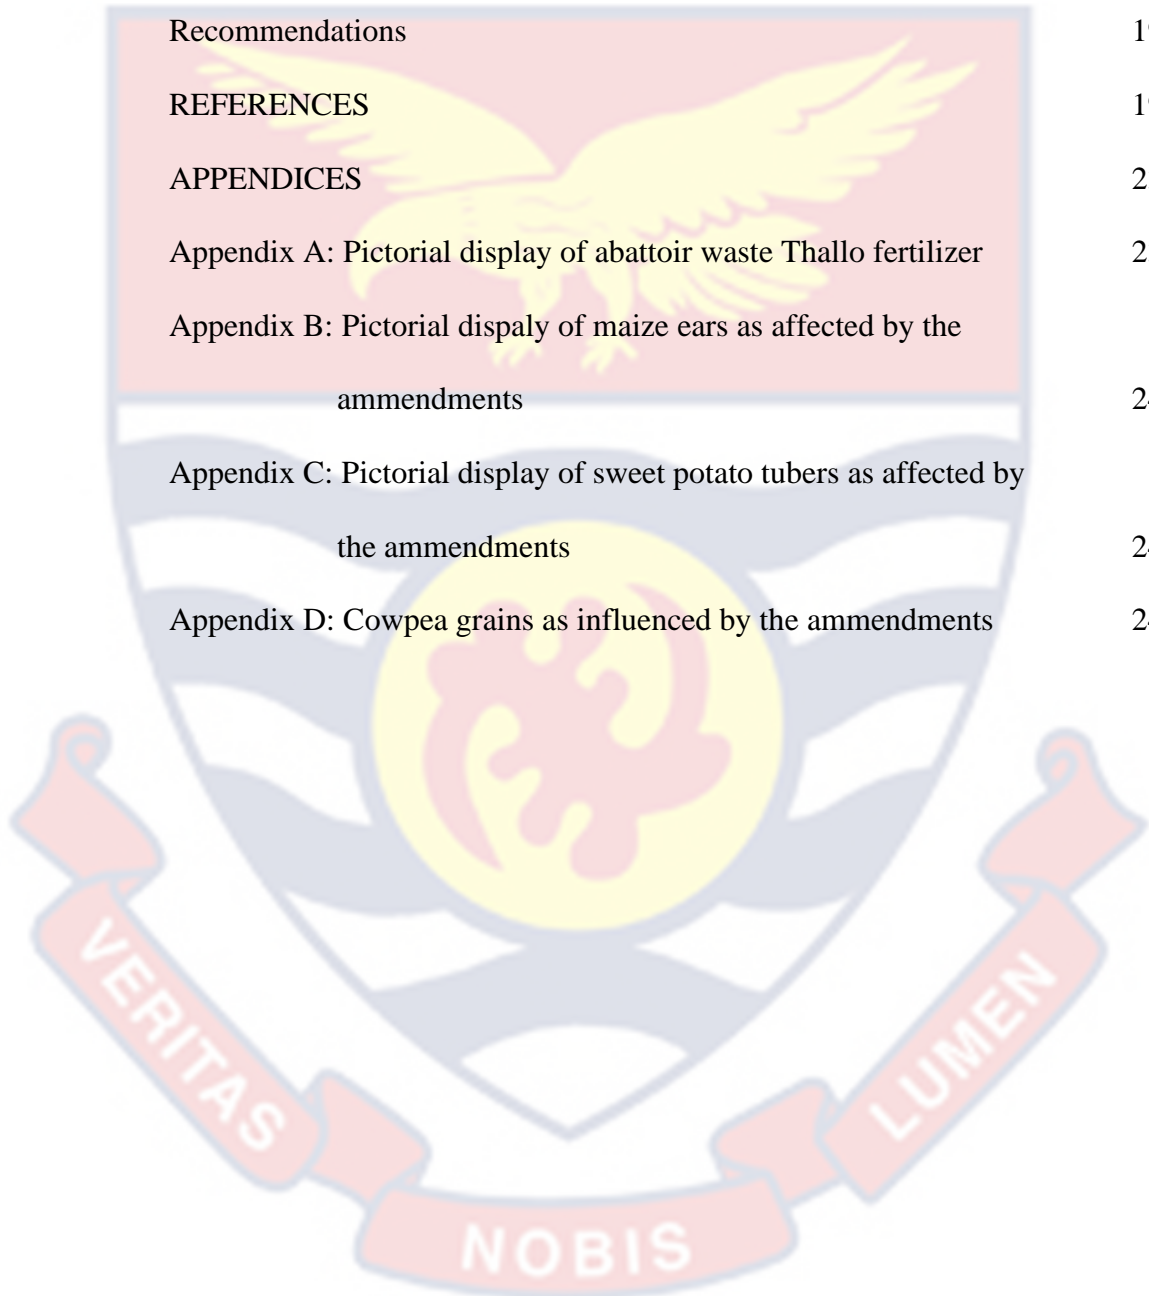 Recommendations
REFERENCES
APPENDICES
Appendix A: Pictorial display of abattoir waste Thallo fertilizer
Appendix B: Pictorial dispaly of maize ears as affected by the
ammendments
Appendix C: Pictorial display of sweet potato tubers as affected by
the ammendments
Appendix D: Cowpea grains as influenced by the ammendments
VERITAS
NOBIS
LUMEN